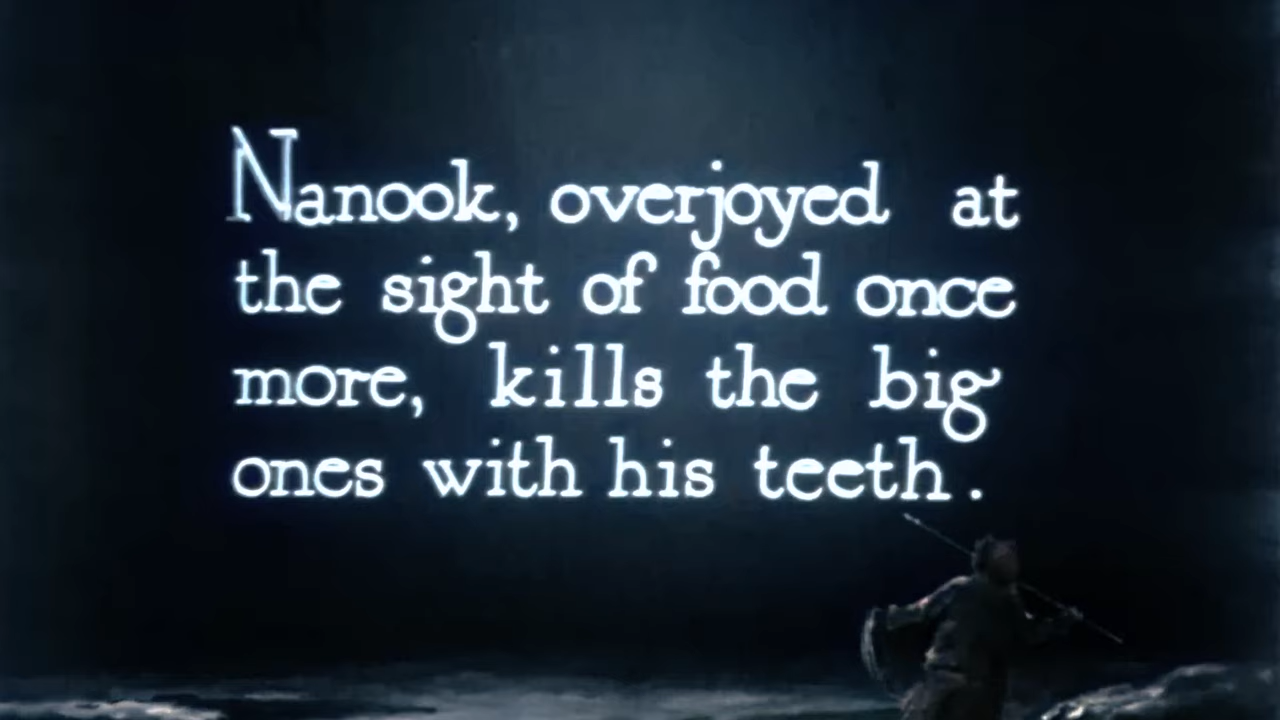 Nanook, overjoyed at
the sight of food once
more, kills the big
ones with his teeth.